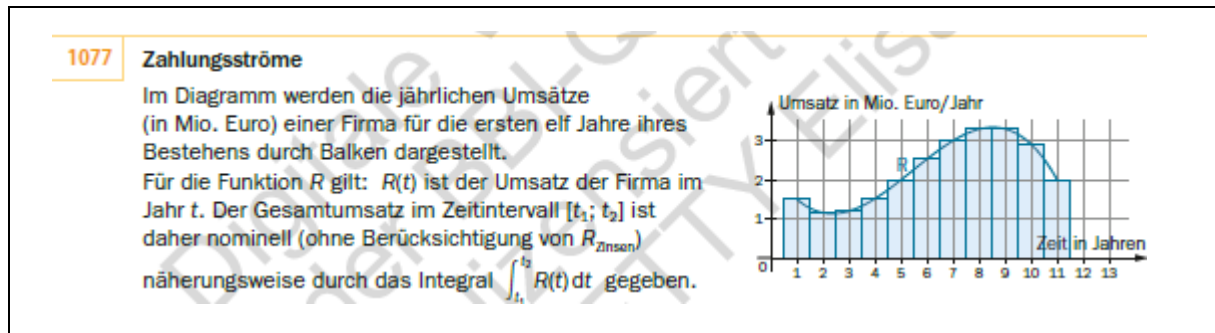 1077 Zahlungsströme
Im Diagramm werden die jährlichen Umsätze
(in Mio. Euro) einer Firma für die ersten elf Jahre ihres
Bestehens durch Balken dargestellt.
Für die Funktion R gilt: R(t) ist der Umsatz der Firma im
Jahr t. Der Gesamtumsatz im Zeitintervall [t₁; t₂] ist
daher nominell (ohne Berücksichtigung von R_Zinsen)
näherungsweise durch das Integral ∫_{t₁}^{t₂} R(t) dt gegeben.
Umsatz in Mio. Euro/Jahr
3
R
2
1
Zeit in Jahren
0 1 2 3 4 5 6 7 8 9 10 11 12 13
Digitale
lizensiert